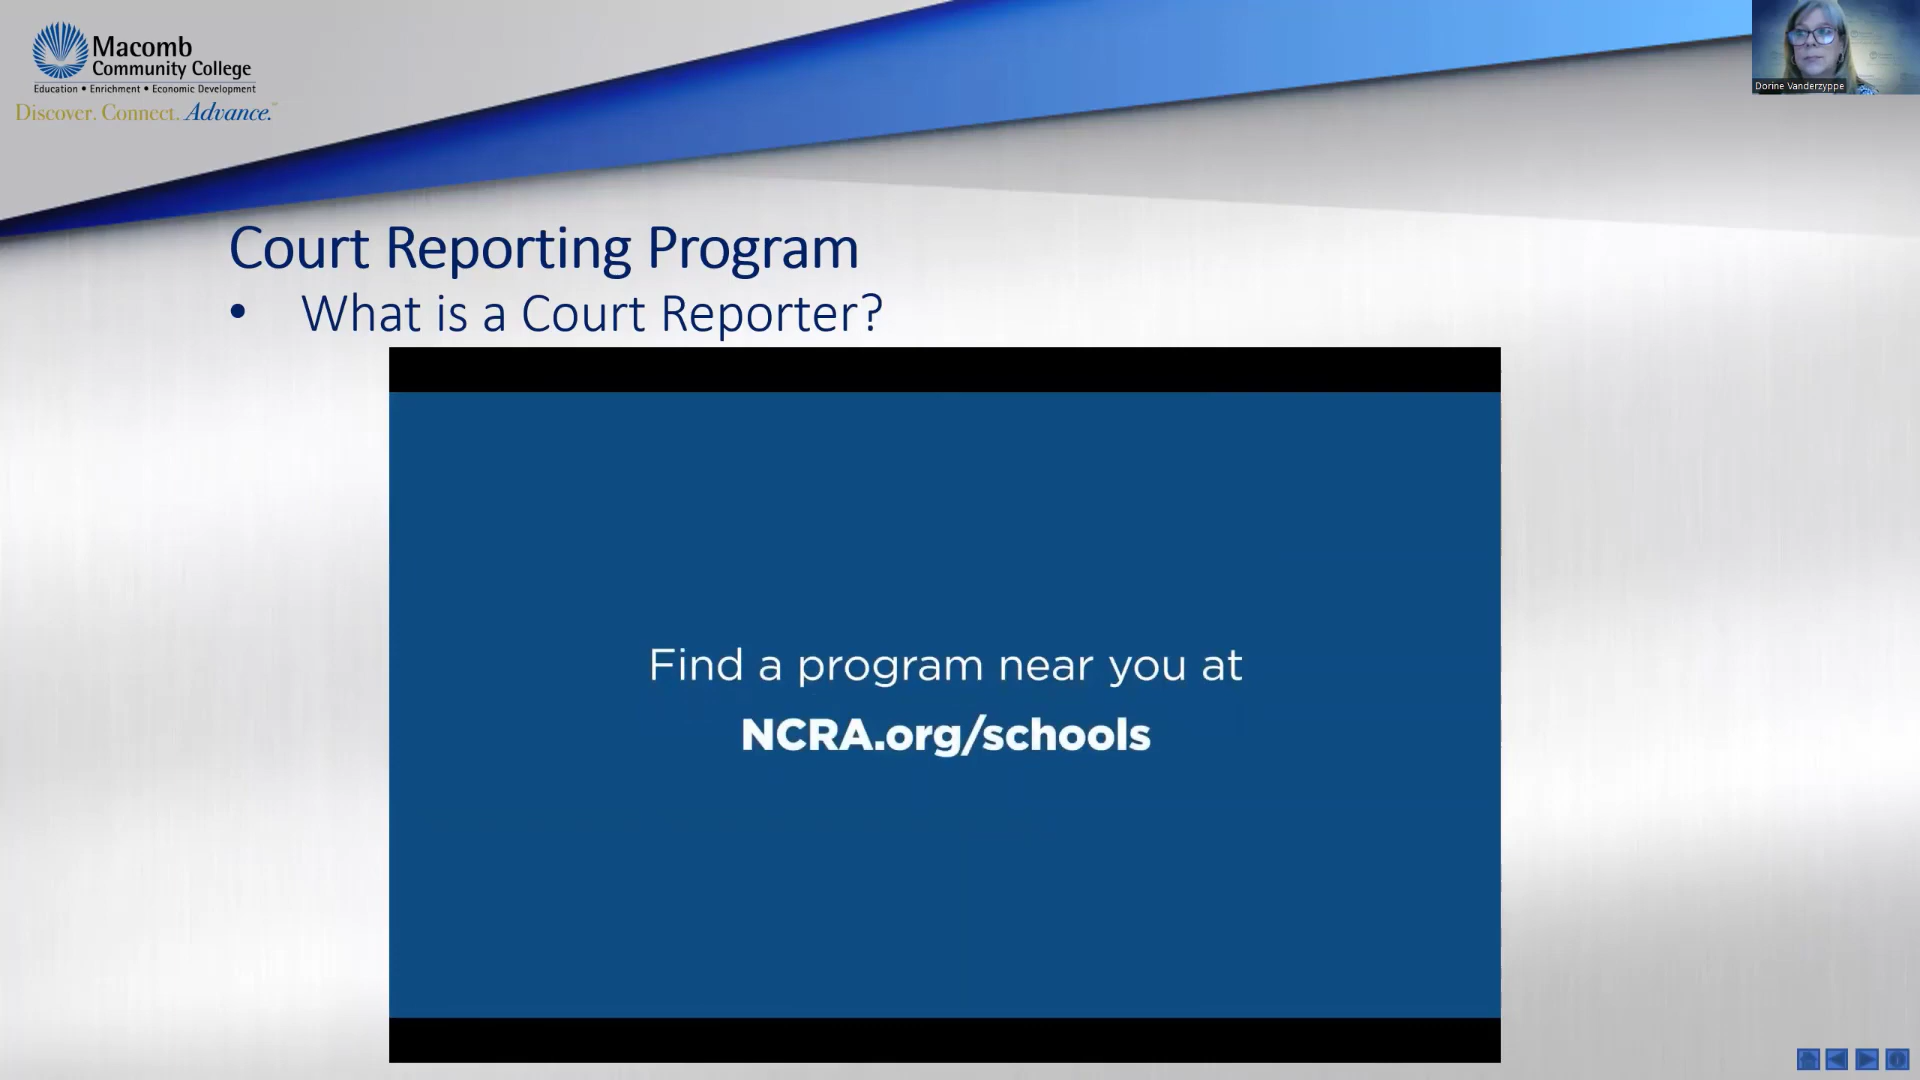 Macomb
Community College
Education • Enrichment • Economic Development
Discover. Connect. Advance.
Dorine Vanderzyppe
Court Reporting Program
• What is a Court Reporter?
Find a program near you at
NCRA.org/schools